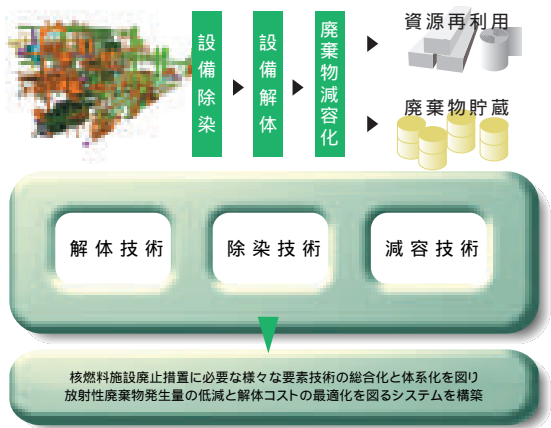 設備除染
設備解体
廃棄物減容化
資源再利用
廃棄物貯蔵
解体技術
除染技術
減容技術
核燃料施設廃止措置に必要な様々な要素技術の総合化と体系化を図り
放射性廃棄物発生量の低減と解体コストの最適化を図るシステムを構築